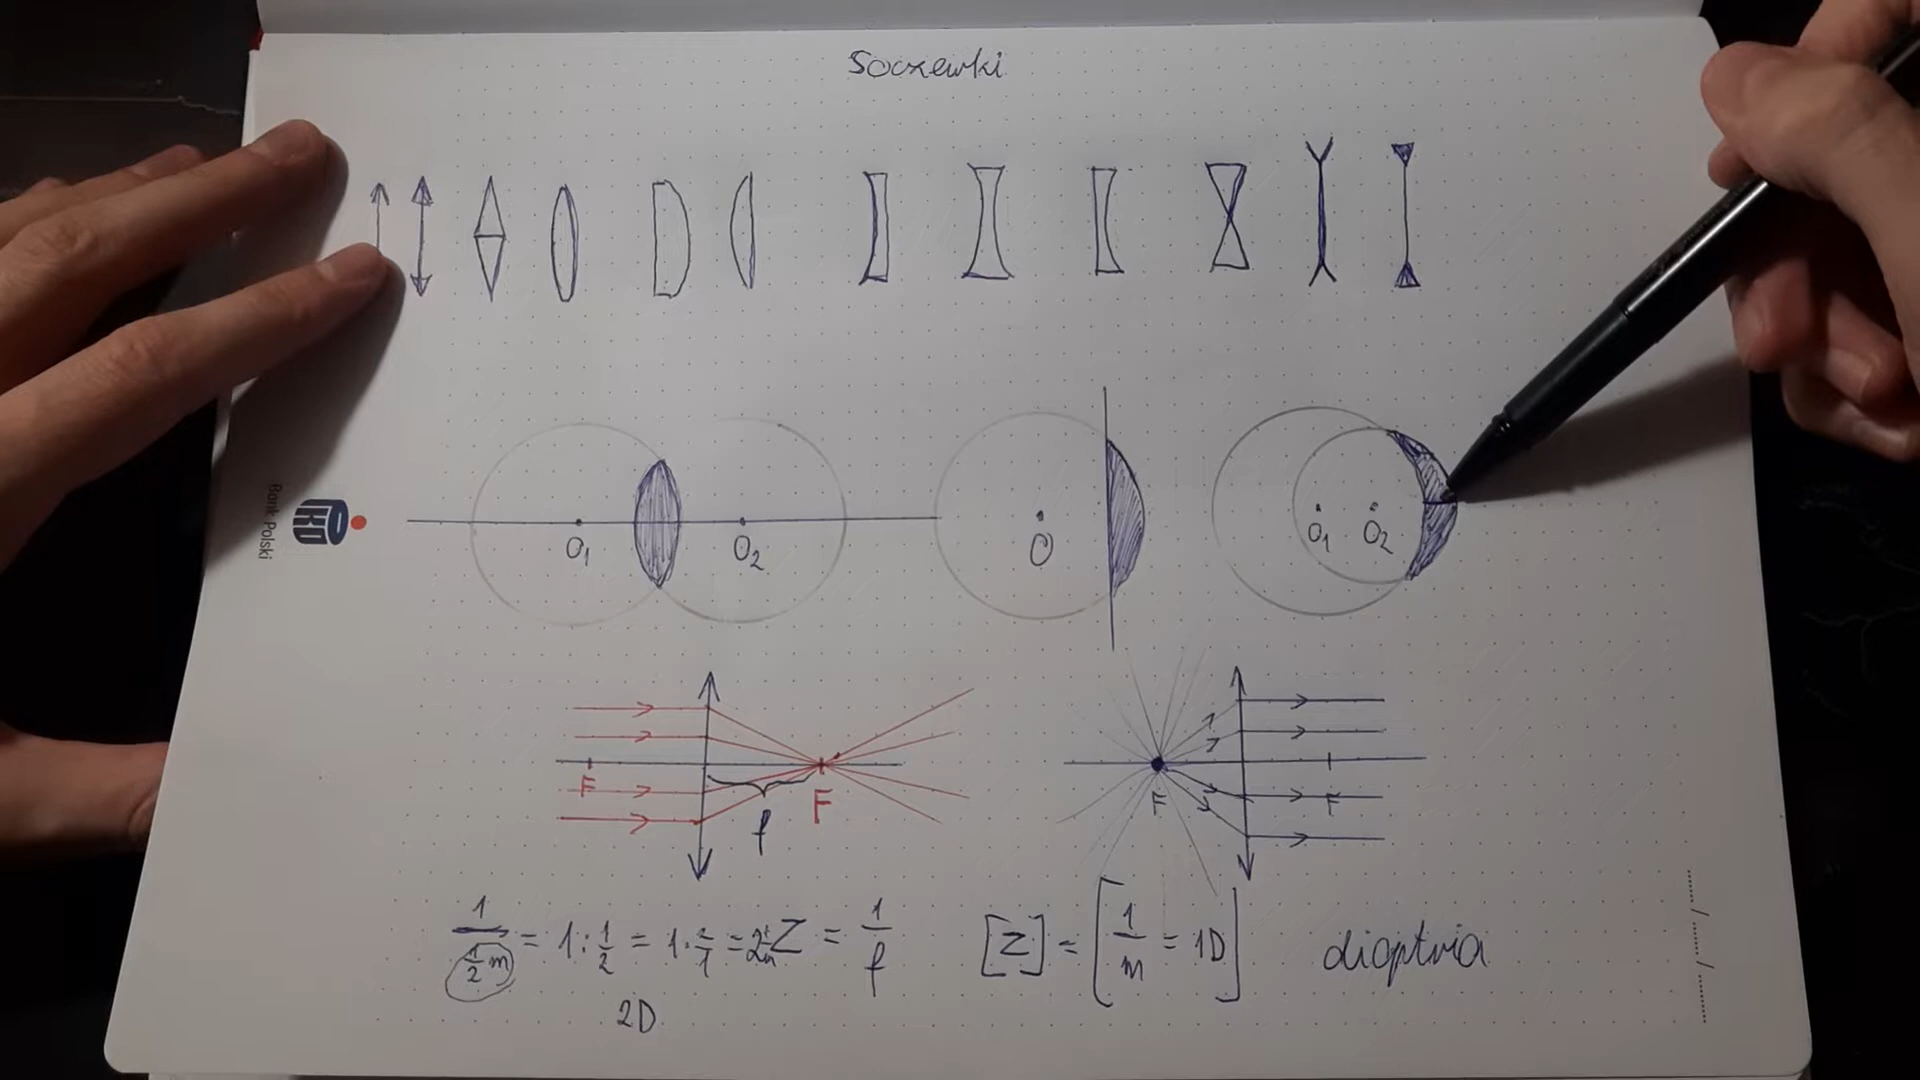 Soczewki
PKO
Bank Polski
O₁
O₂
O
O₁
O₂
F
f
F
F
F
1/(1/2 m) = 1 : 1/2 = 1 · 2/1 = 2 1/m
Z = 1/f
[Z] = [1/m = 1D]
dioptria
2D